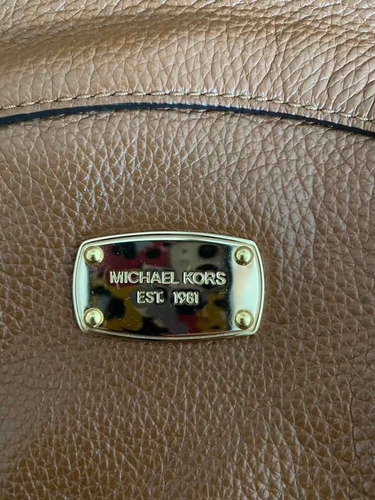 MICHAEL KORS
EST. 1981